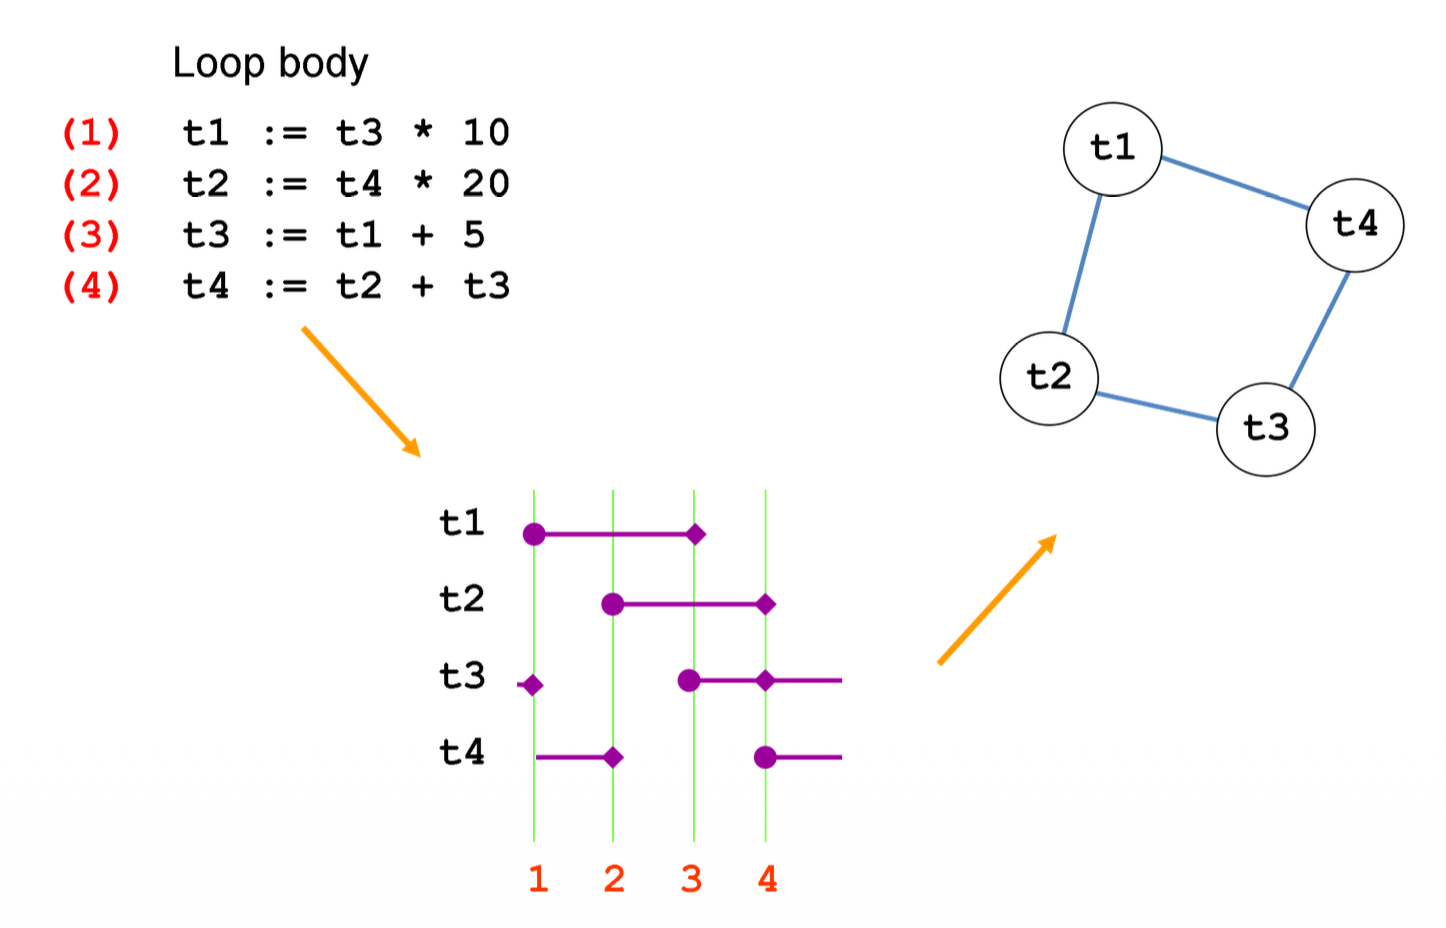 Loop body
(1) t1 := t3 * 10
(2) t2 := t4 * 20
(3) t3 := t1 + 5
(4) t4 := t2 + t3
t1
t4
t2
t3
t1
t2
t3
t4
1 2 3 4